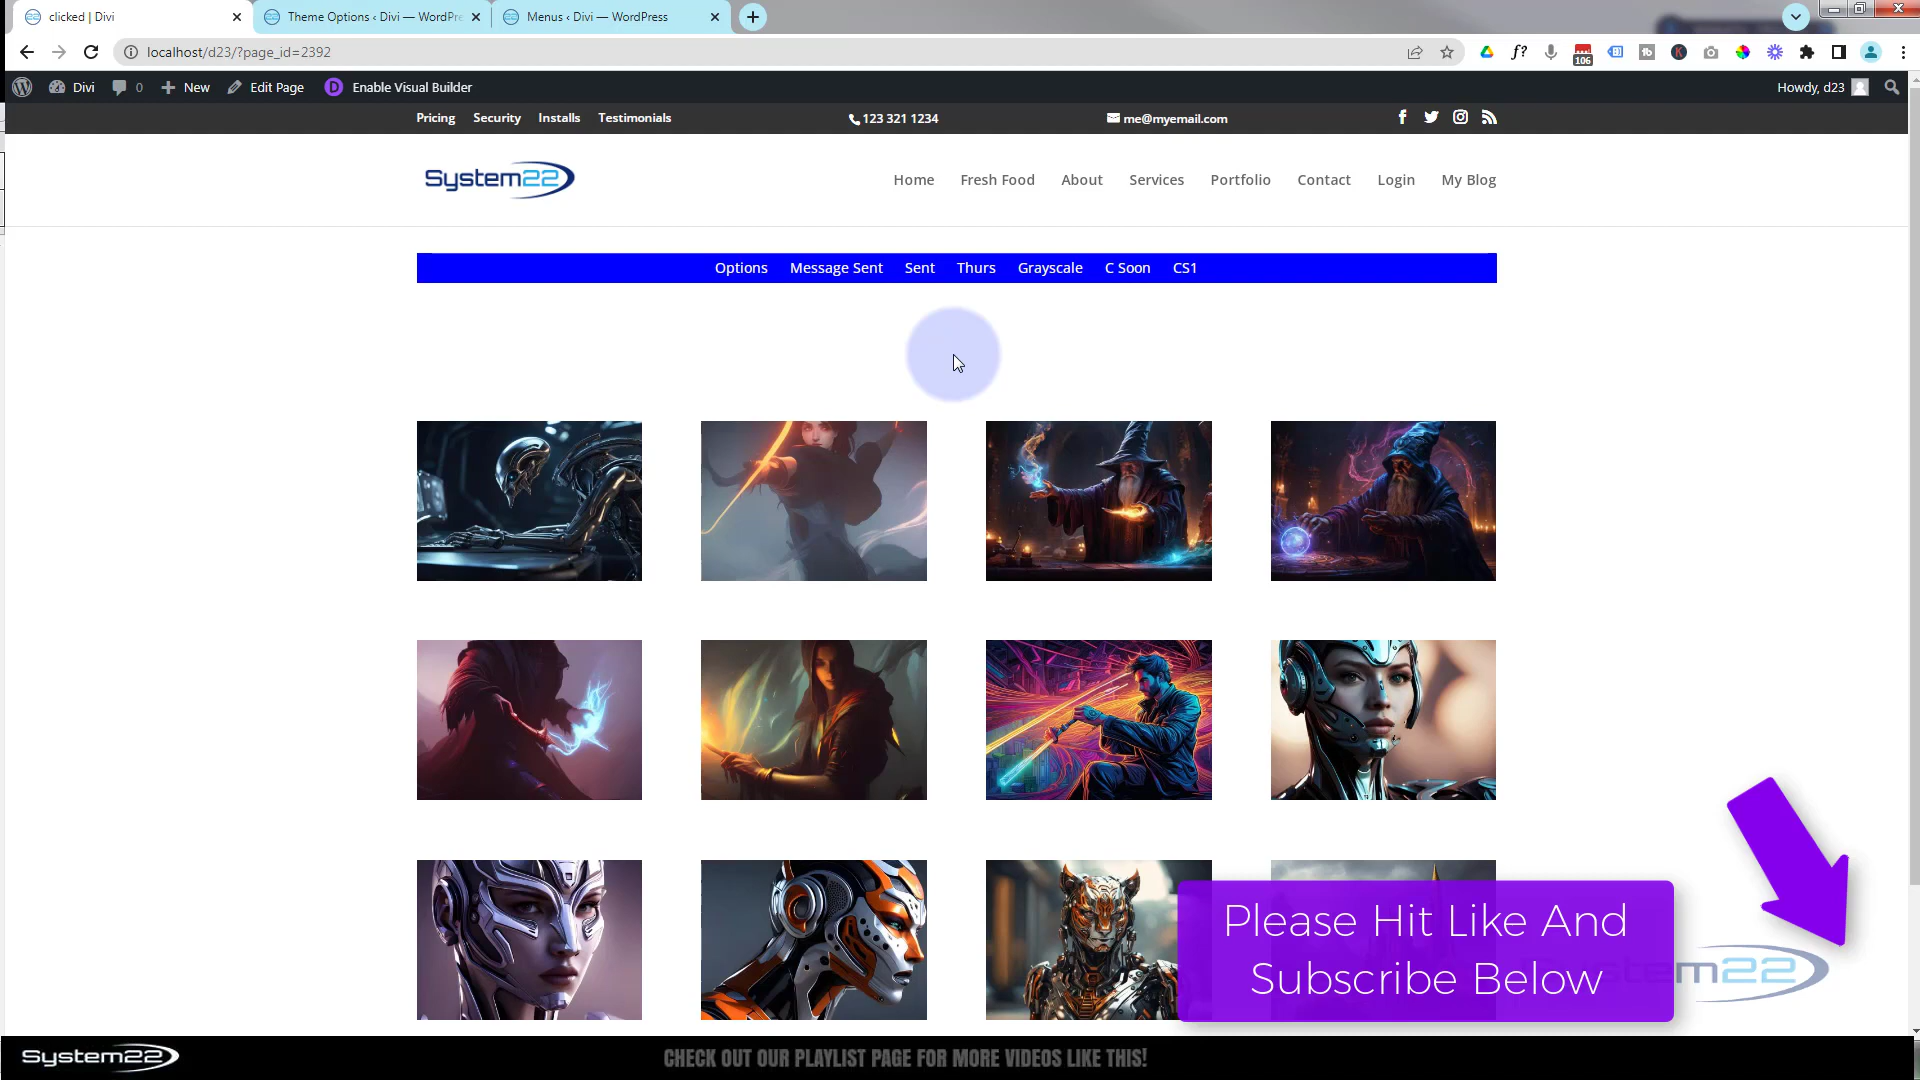 clicked | Divi
Theme Options ‹ Divi — WordPre
Menus ‹ Divi — WordPress
localhost/d23/?page_id=2392
106
Divi 0 New Edit Page D Enable Visual Builder
Howdy, d23
Pricing Security Installs Testimonials
123 321 1234
me@myemail.com
System22
Home Fresh Food About Services Portfolio Contact Login My Blog
Options Message Sent Sent Thurs Grayscale C Soon CS1
Please Hit Like And
Subscribe Below
stem22
System22
CHECK OUT OUR PLAYLIST PAGE FOR MORE VIDEOS LIKE THIS!